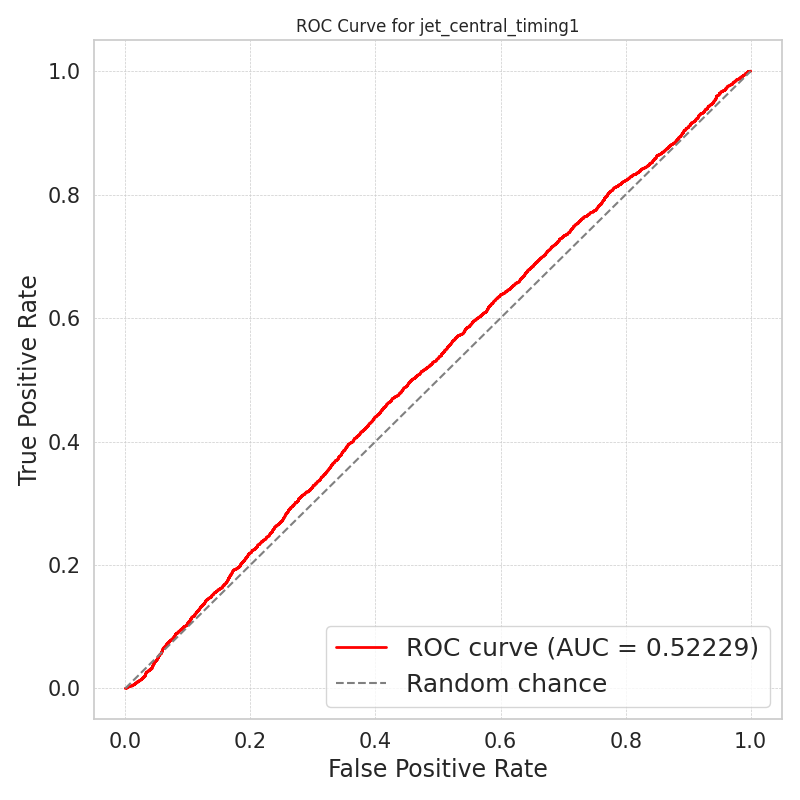 ROC Curve for jet_central_timing1
1.0
0.8
0.6
0.4
0.2
0.0
True Positive Rate
ROC curve (AUC = 0.52229)
Random chance
0.0 0.2 0.4 0.6 0.8 1.0
False Positive Rate